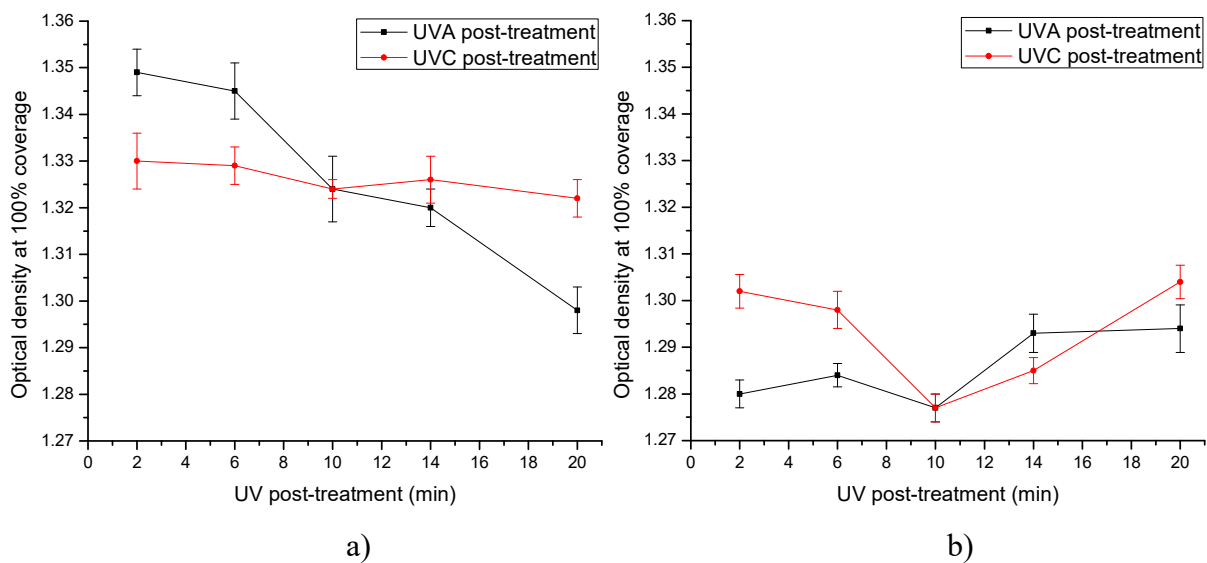 UVA post-treatment
UVC post-treatment
Optical density at 100% coverage
1.36
1.35
1.34
1.33
1.32
1.31
1.30
1.29
1.28
1.27
0 2 4 6 8 10 12 14 16 18 20
UV post-treatment (min)
a)
UVA post-treatment
UVC post-treatment
Optical density at 100% coverage
1.36
1.35
1.34
1.33
1.32
1.31
1.30
1.29
1.28
1.27
0 2 4 6 8 10 12 14 16 18 20
UV post-treatment (min)
b)